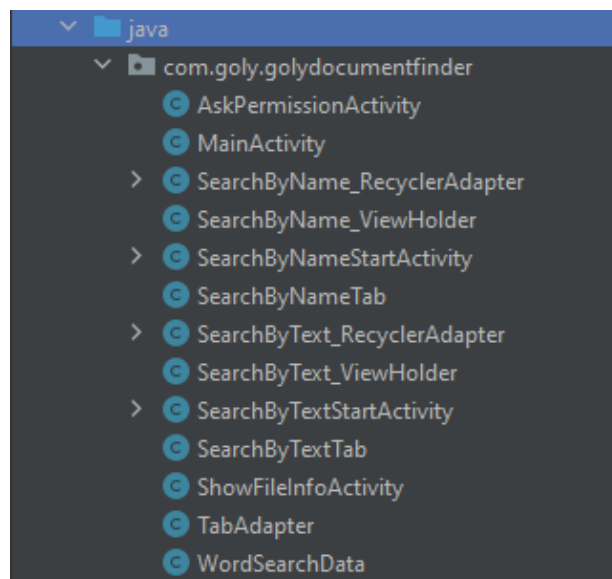 java
com.goly.golydocumentfinder
AskPermissionActivity
MainActivity
SearchByName_RecyclerAdapter
SearchByName_ViewHolder
SearchByNameStartActivity
SearchByNameTab
SearchByText_RecyclerAdapter
SearchByText_ViewHolder
SearchByTextStartActivity
SearchByTextTab
ShowFileInfoActivity
TabAdapter
WordSearchData